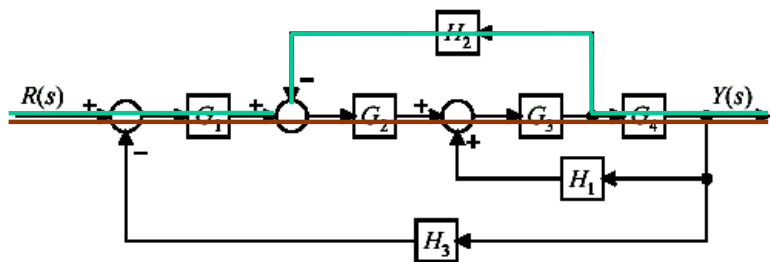 H₂
R(s) + G₁ + − G₂ + G₃ G₄ Y(s)
− +
H₁
H₃